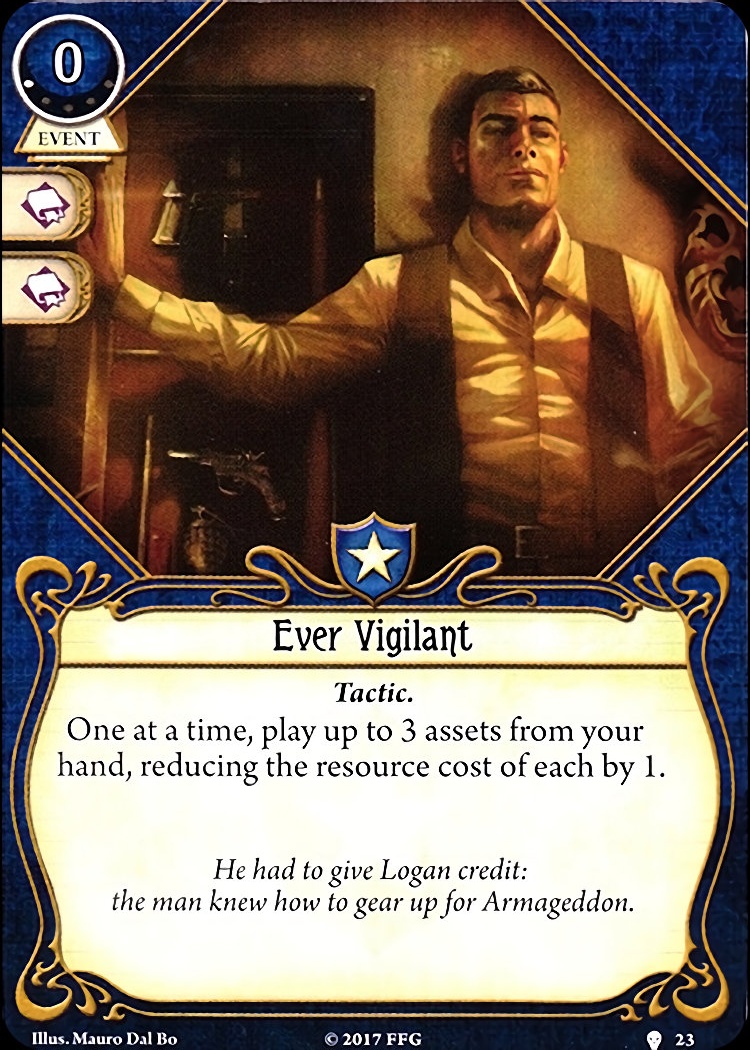 0
EVENT
Ever Vigilant
Tactic.
One at a time, play up to 3 assets from your
hand, reducing the resource cost of each by 1.
He had to give Logan credit:
the man knew how to gear up for Armageddon.
Illus. Mauro Dal Bo © 2017 FFG 23